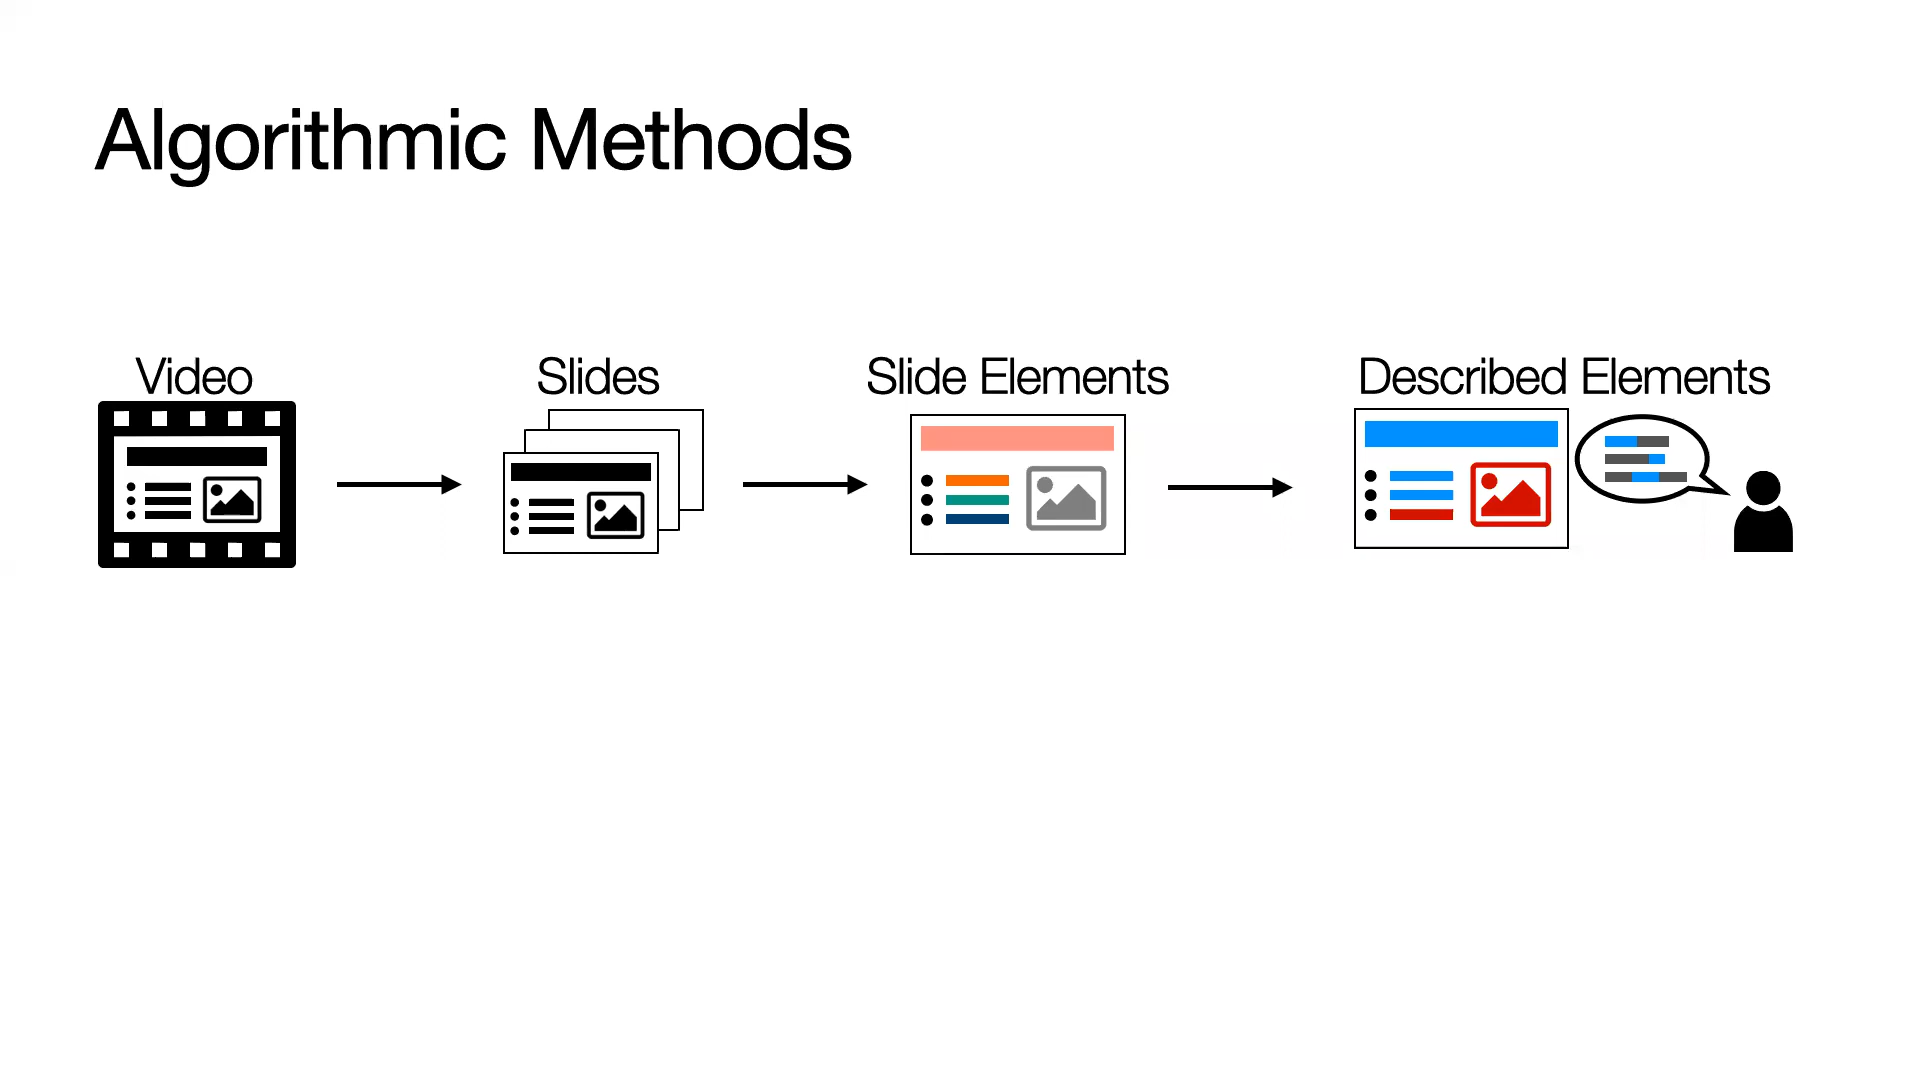 Algorithmic Methods
Video
Slides
Slide Elements
Described Elements